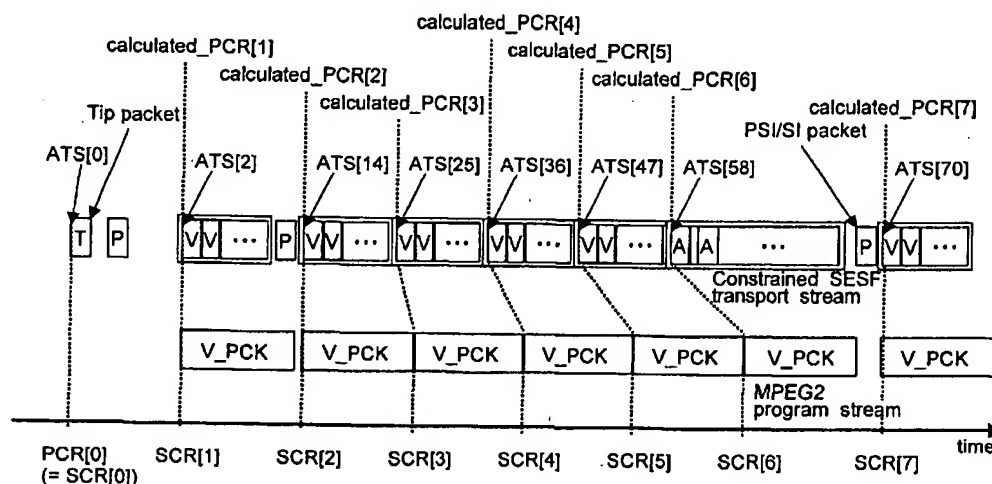 calculated_PCR[4]
calculated_PCR[1]
calculated_PCR[5]
calculated_PCR[2]
calculated_PCR[6]
calculated_PCR[3]
calculated_PCR[7]
Tip packet
PSI/SI packet
ATS[0]
ATS[2]
ATS[14]
ATS[25]
ATS[36]
ATS[47]
ATS[58]
ATS[70]
T P V V ... P V V ... V V ... V V ... V V ... A A ... P V V ...
Constrained SESF
transport stream
V_PCK V_PCK V_PCK V_PCK V_PCK V_PCK V_PCK
MPEG2
program stream
time
PCR[0]
(= SCR[0])
SCR[1]
SCR[2]
SCR[3]
SCR[4]
SCR[5]
SCR[6]
SCR[7]